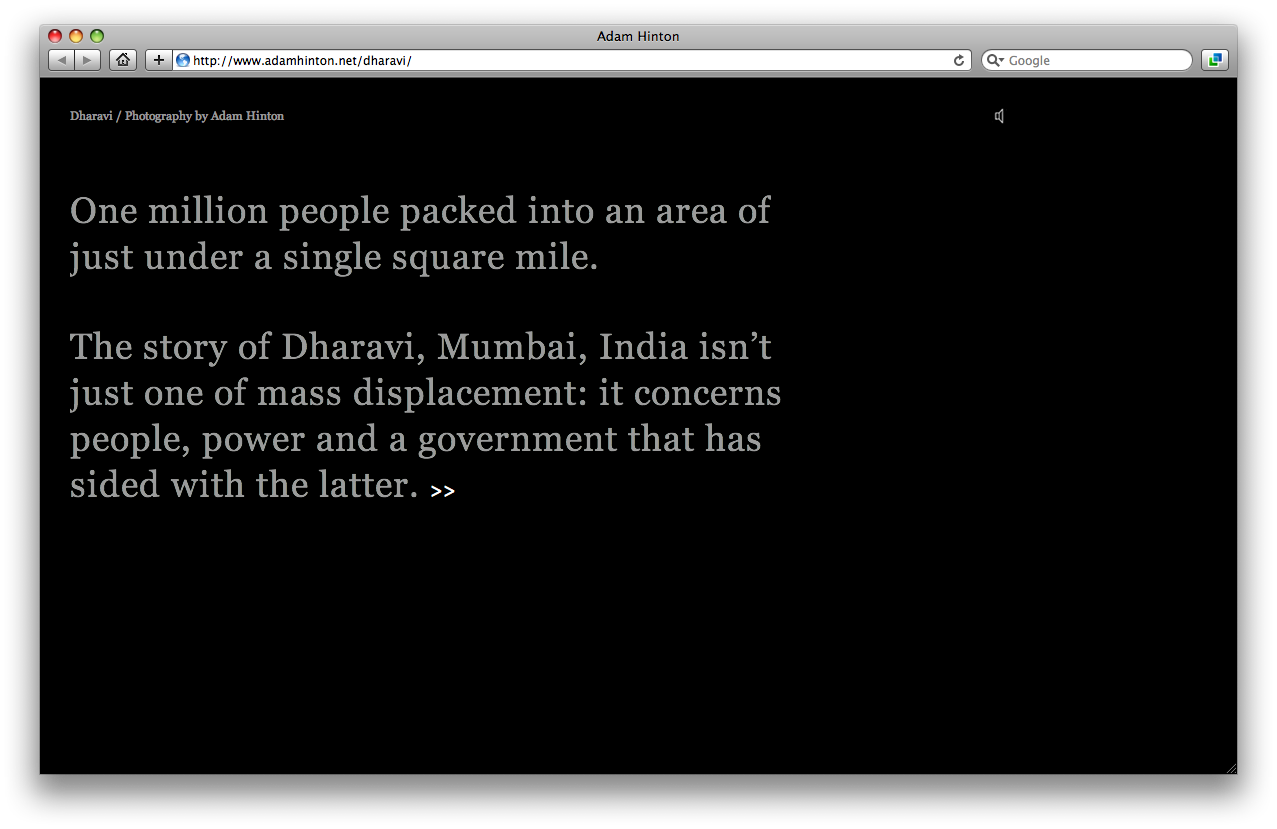 Adam Hinton
http://www.adamhinton.net/dharavi/
Google
Dharavi / Photography by Adam Hinton
One million people packed into an area of
just under a single square mile.
The story of Dharavi, Mumbai, India isn’t
just one of mass displacement: it concerns
people, power and a government that has
sided with the latter. >>